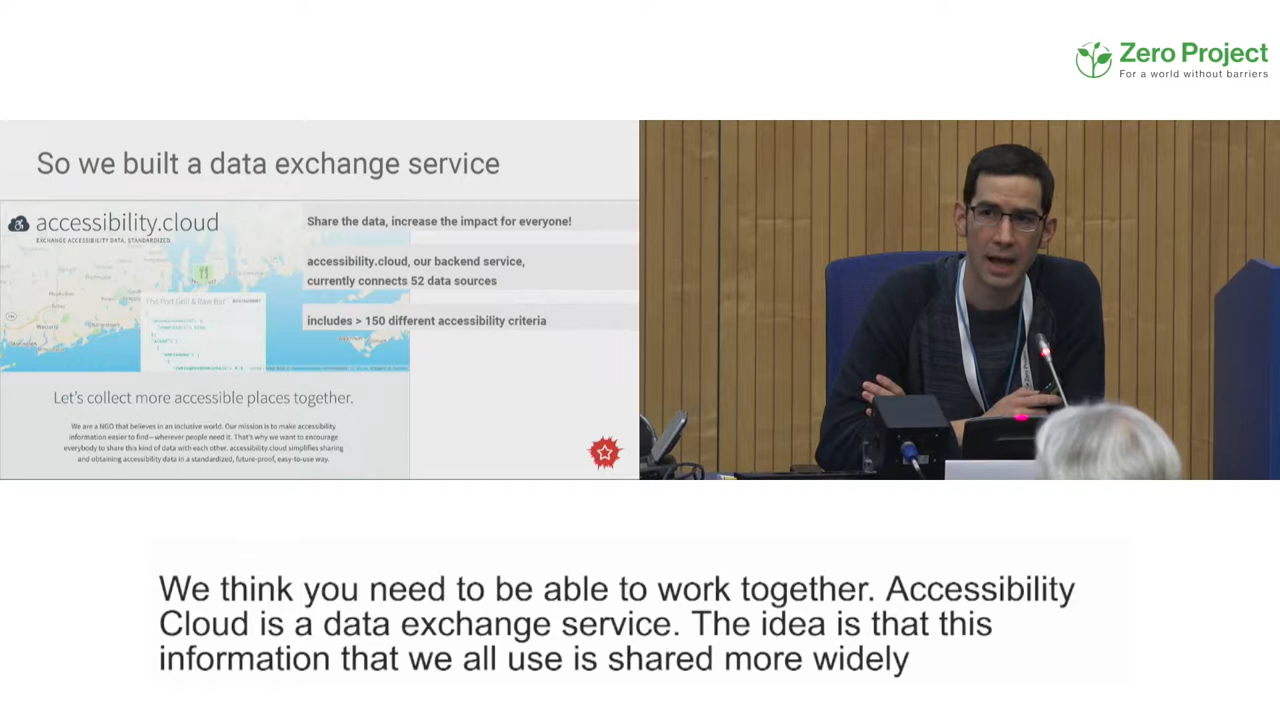 Zero Project
For a world without barriers
So we built a data exchange service
accessibility.cloud
EXCHANGE ACCESSIBILITY DATA, STANDARDIZED.
Share the data, increase the impact for everyone!
accessibility.cloud, our backend service,
currently connects 52 data sources
includes > 150 different accessibility criteria
The Port Grill & Raw Bar
RESTAURANT
Let's collect more accessible places together.
We are a NGO that believes in an inclusive world. Our mission is to make accessibility
information easier to find—wherever people need it. That's why we want to encourage
everybody to share this kind of data with each other. accessibility.cloud simplifies sharing
and obtaining accessibility data in a standardized, future-proof, easy-to-use way.
We think you need to be able to work together. Accessibility
Cloud is a data exchange service. The idea is that this
information that we all use is shared more widely